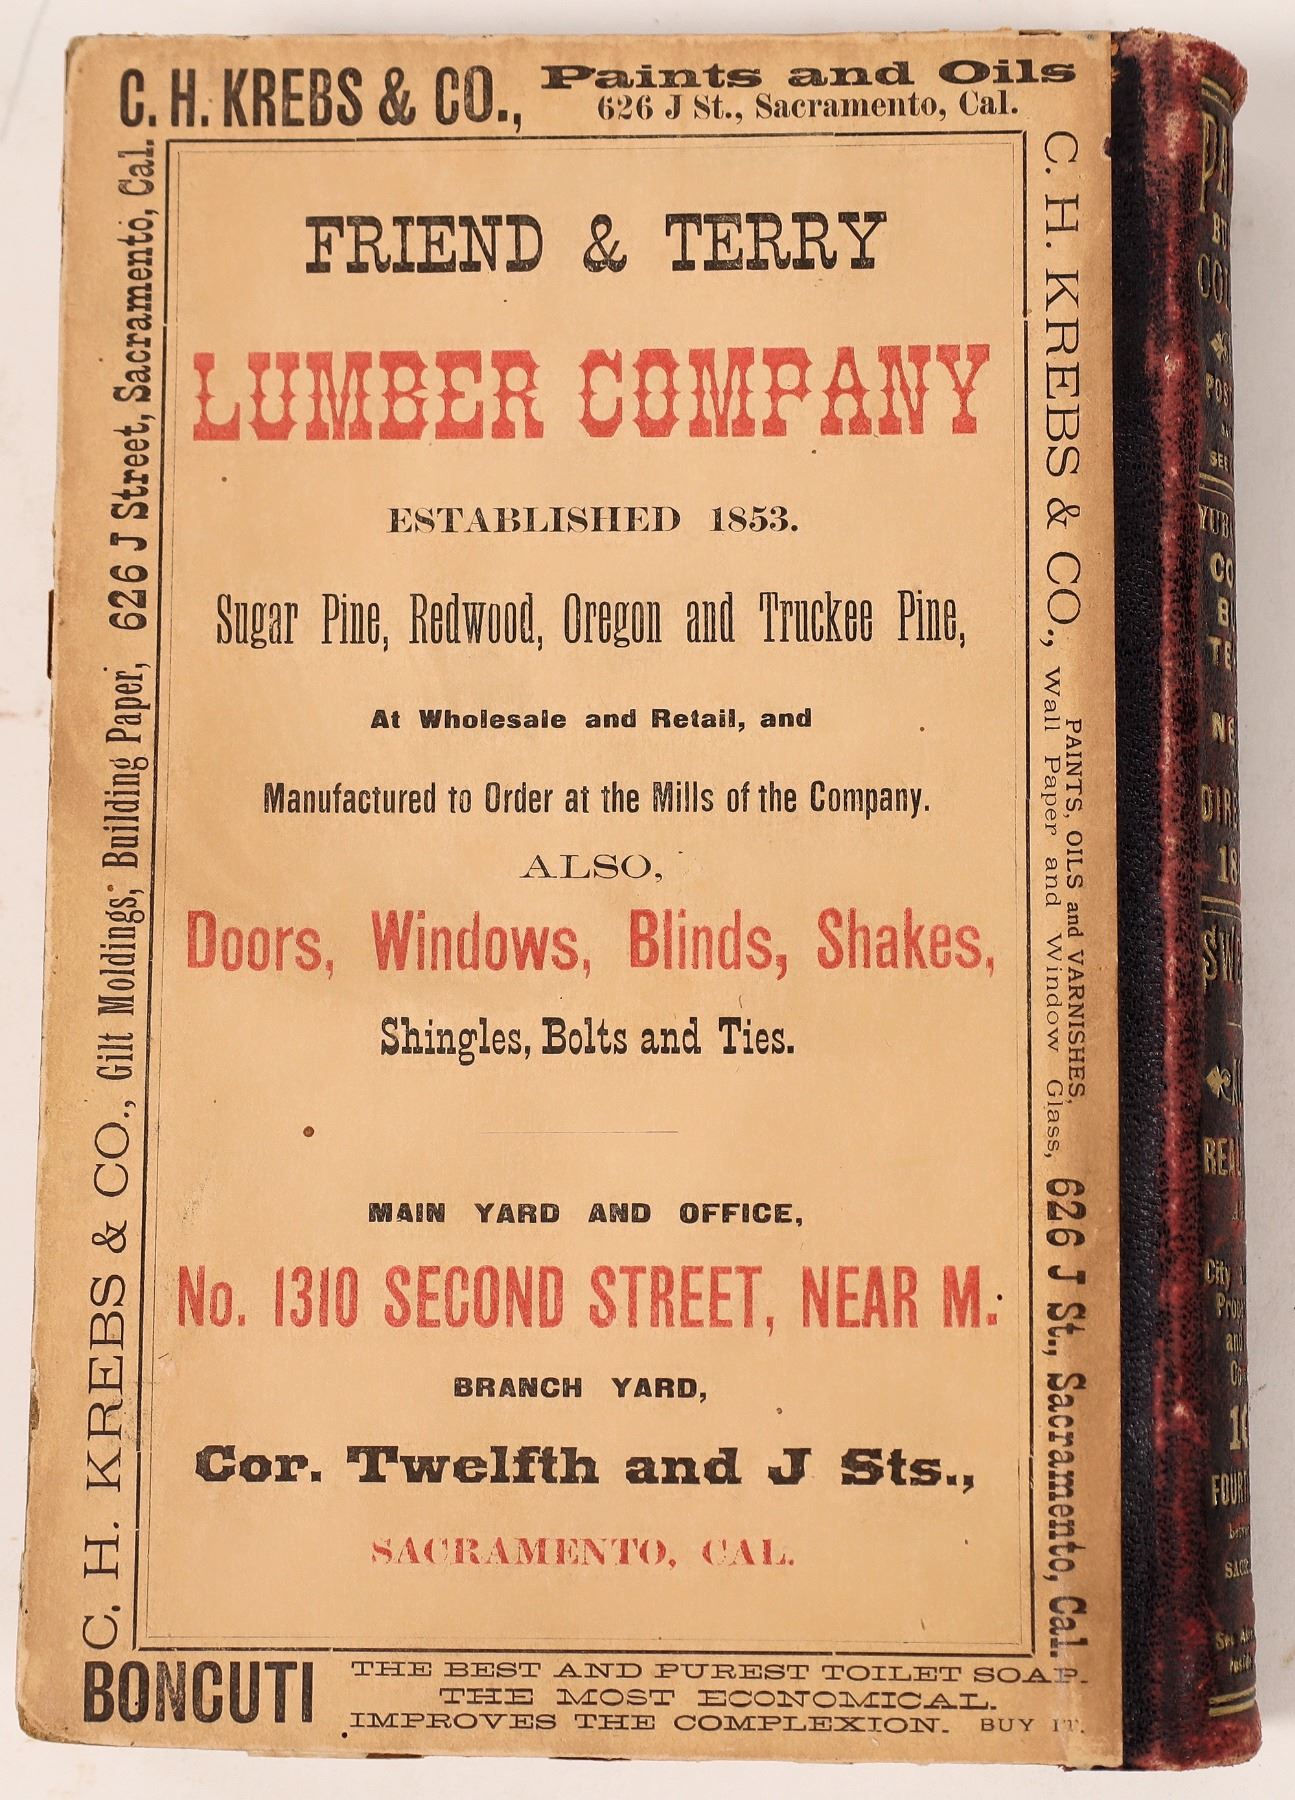 C. H. KREBS & CO.,
Paints and Oils
626 J St., Sacramento, Cal.
C. H. KREBS & CO., Gilt Moldings, Building Paper, 626 J Street, Sacramento, Cal.
FRIEND & TERRY
LUMBER COMPANY
ESTABLISHED 1853.
Sugar Pine, Redwood, Oregon and Truckee Pine,
At Wholesale and Retail, and
Manufactured to Order at the Mills of the Company.
ALSO,
Doors, Windows, Blinds, Shakes,
Shingles, Bolts and Ties.
MAIN YARD AND OFFICE,
No. 1310 SECOND STREET, NEAR M.
BRANCH YARD,
Cor. Twelfth and J Sts.,
SACRAMENTO, CAL.
C. H. KREBS & CO.,
PAINTS, OILS and VARNISHES,
Wall Paper and Window Glass,
626 J St., Sacramento, Cal.
BONCUTI
THE BEST AND PUREST TOILET SOAP.
THE MOST ECONOMICAL.
IMPROVES THE COMPLEXION. BUY IT.